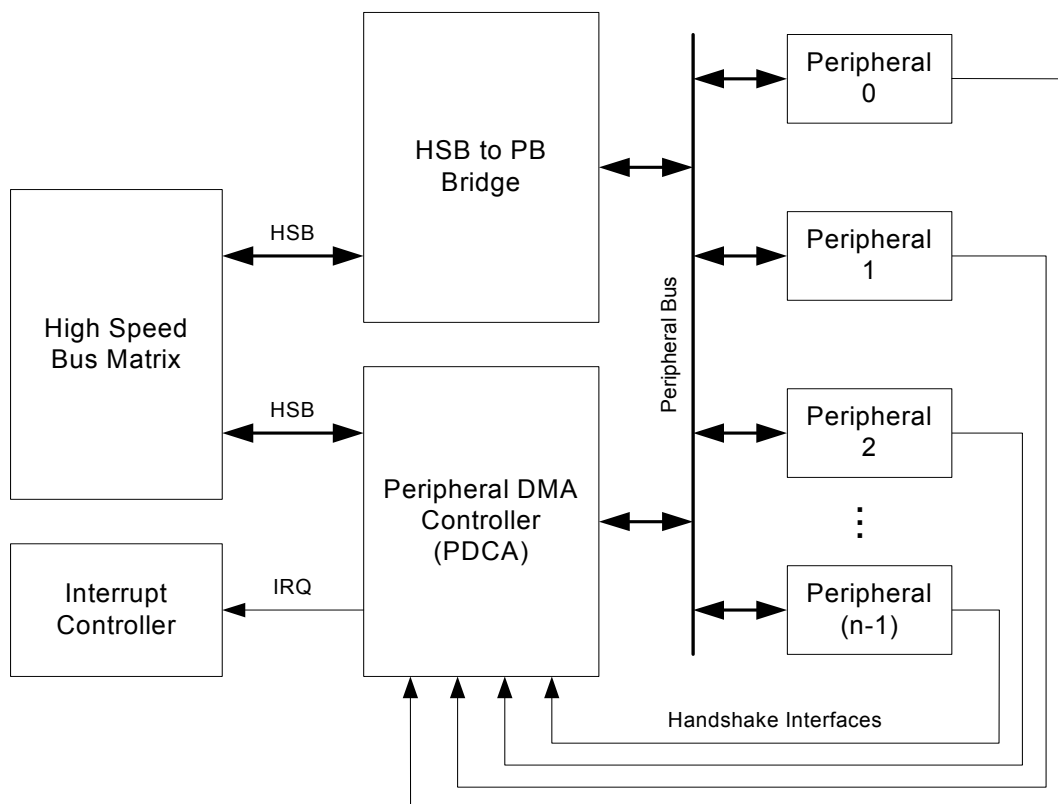 HSB to PB
Bridge
Peripheral
0
HSB
Peripheral
1
High Speed
Bus Matrix
Peripheral Bus
HSB
Peripheral
2
Peripheral DMA
Controller
(PDCA)
⋮
Interrupt
Controller
IRQ
Peripheral
(n-1)
Handshake Interfaces